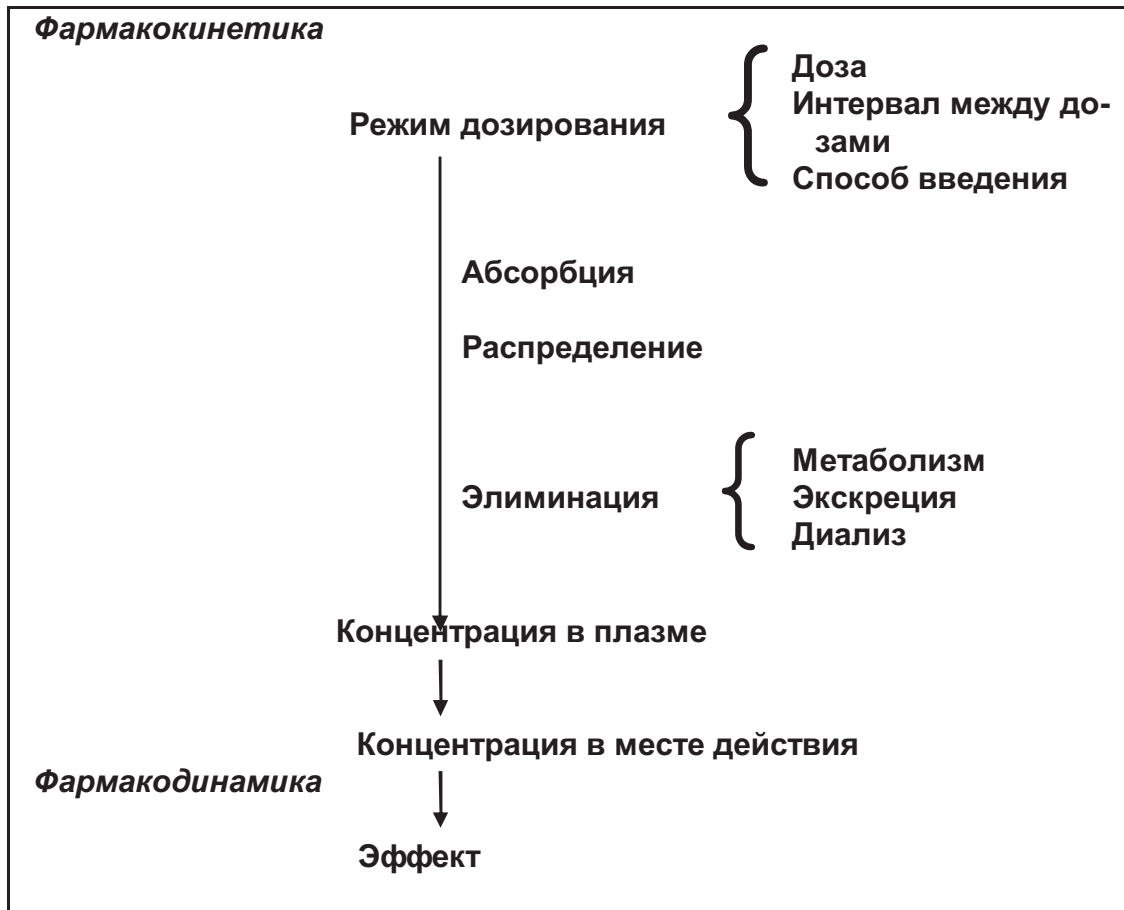 Фармакокинетика
Доза
Режим дозирования
Интервал между до-
зами
Способ введения
Абсорбция
Распределение
Метаболизм
Элиминация
Экскреция
Диализ
Концентрация в плазме
Концентрация в месте действия
Фармакодинамика
Эффект